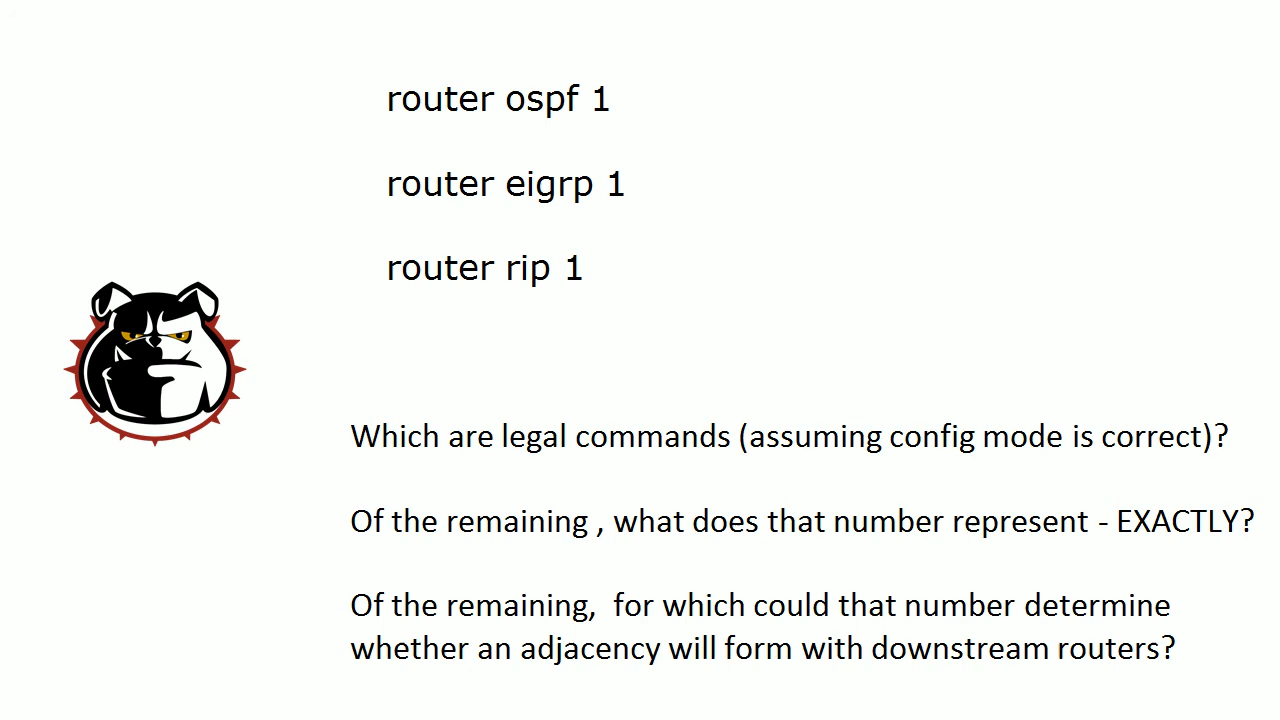 router ospf 1
router eigrp 1
router rip 1
Which are legal commands (assuming config mode is correct)?
Of the remaining , what does that number represent - EXACTLY?
Of the remaining,  for which could that number determine
whether an adjacency will form with downstream routers?